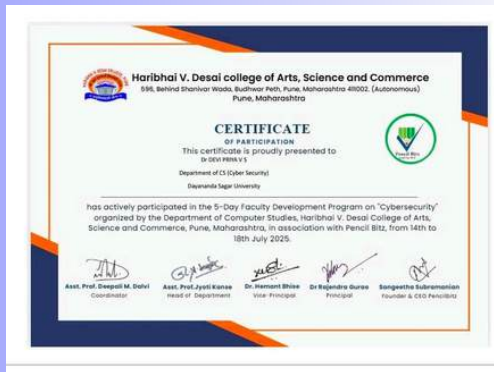 Haribhai V. Desai college of Arts, Science and Commerce
596, Behind Shanivar Wada, Budhwar Peth, Pune, Maharashtra 411002. (Autonomous)
Pune, Maharashtra
CERTIFICATE
OF PARTICIPATION
This certificate is proudly presented to
Dr DEVI PRIYA V S
Department of CS (Cyber Security)
Dayananda Sagar University
Pencil Bitz
has actively participated in the 5-Day Faculty Development Program on "Cybersecurity"
organized by the Department of Computer Studies, Haribhai V. Desai College of Arts,
Science and Commerce, Pune, Maharashtra, in association with Pencil Bitz, from 14th to
18th July 2025.
Asst. Prof. Deepali M. Dalvi
Coordinator
Asst. Prof.Jyoti Kanse
Head of Department
Dr. Hemant Bhise
Vice-Principal
Dr Rajendra Gurao
Principal
Sangeetha Subramanian
Founder & CEO Pencilbitz